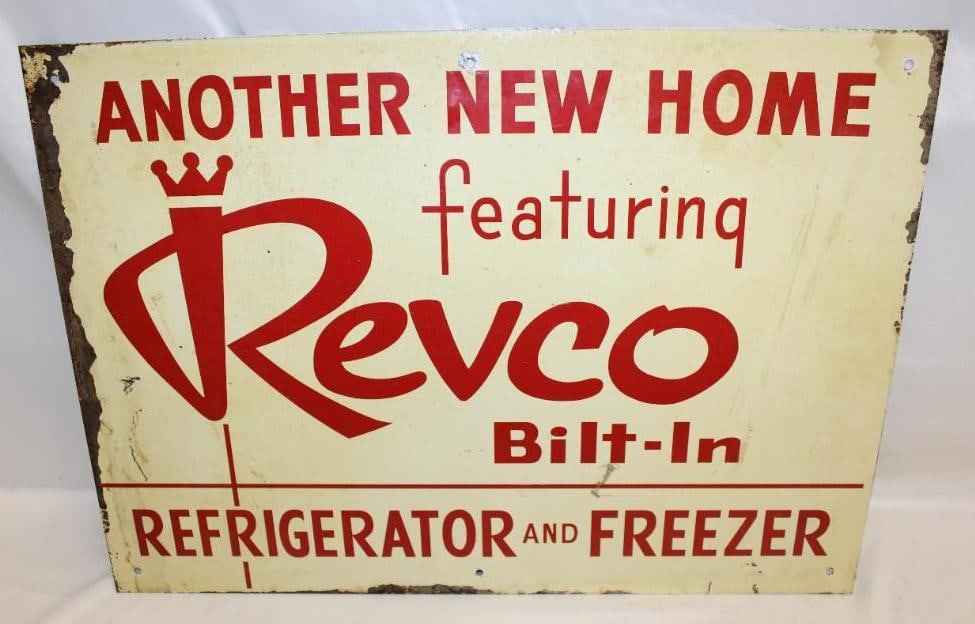 ANOTHER NEW HOME
featuring
Revco
Bilt-In
REFRIGERATOR AND FREEZER